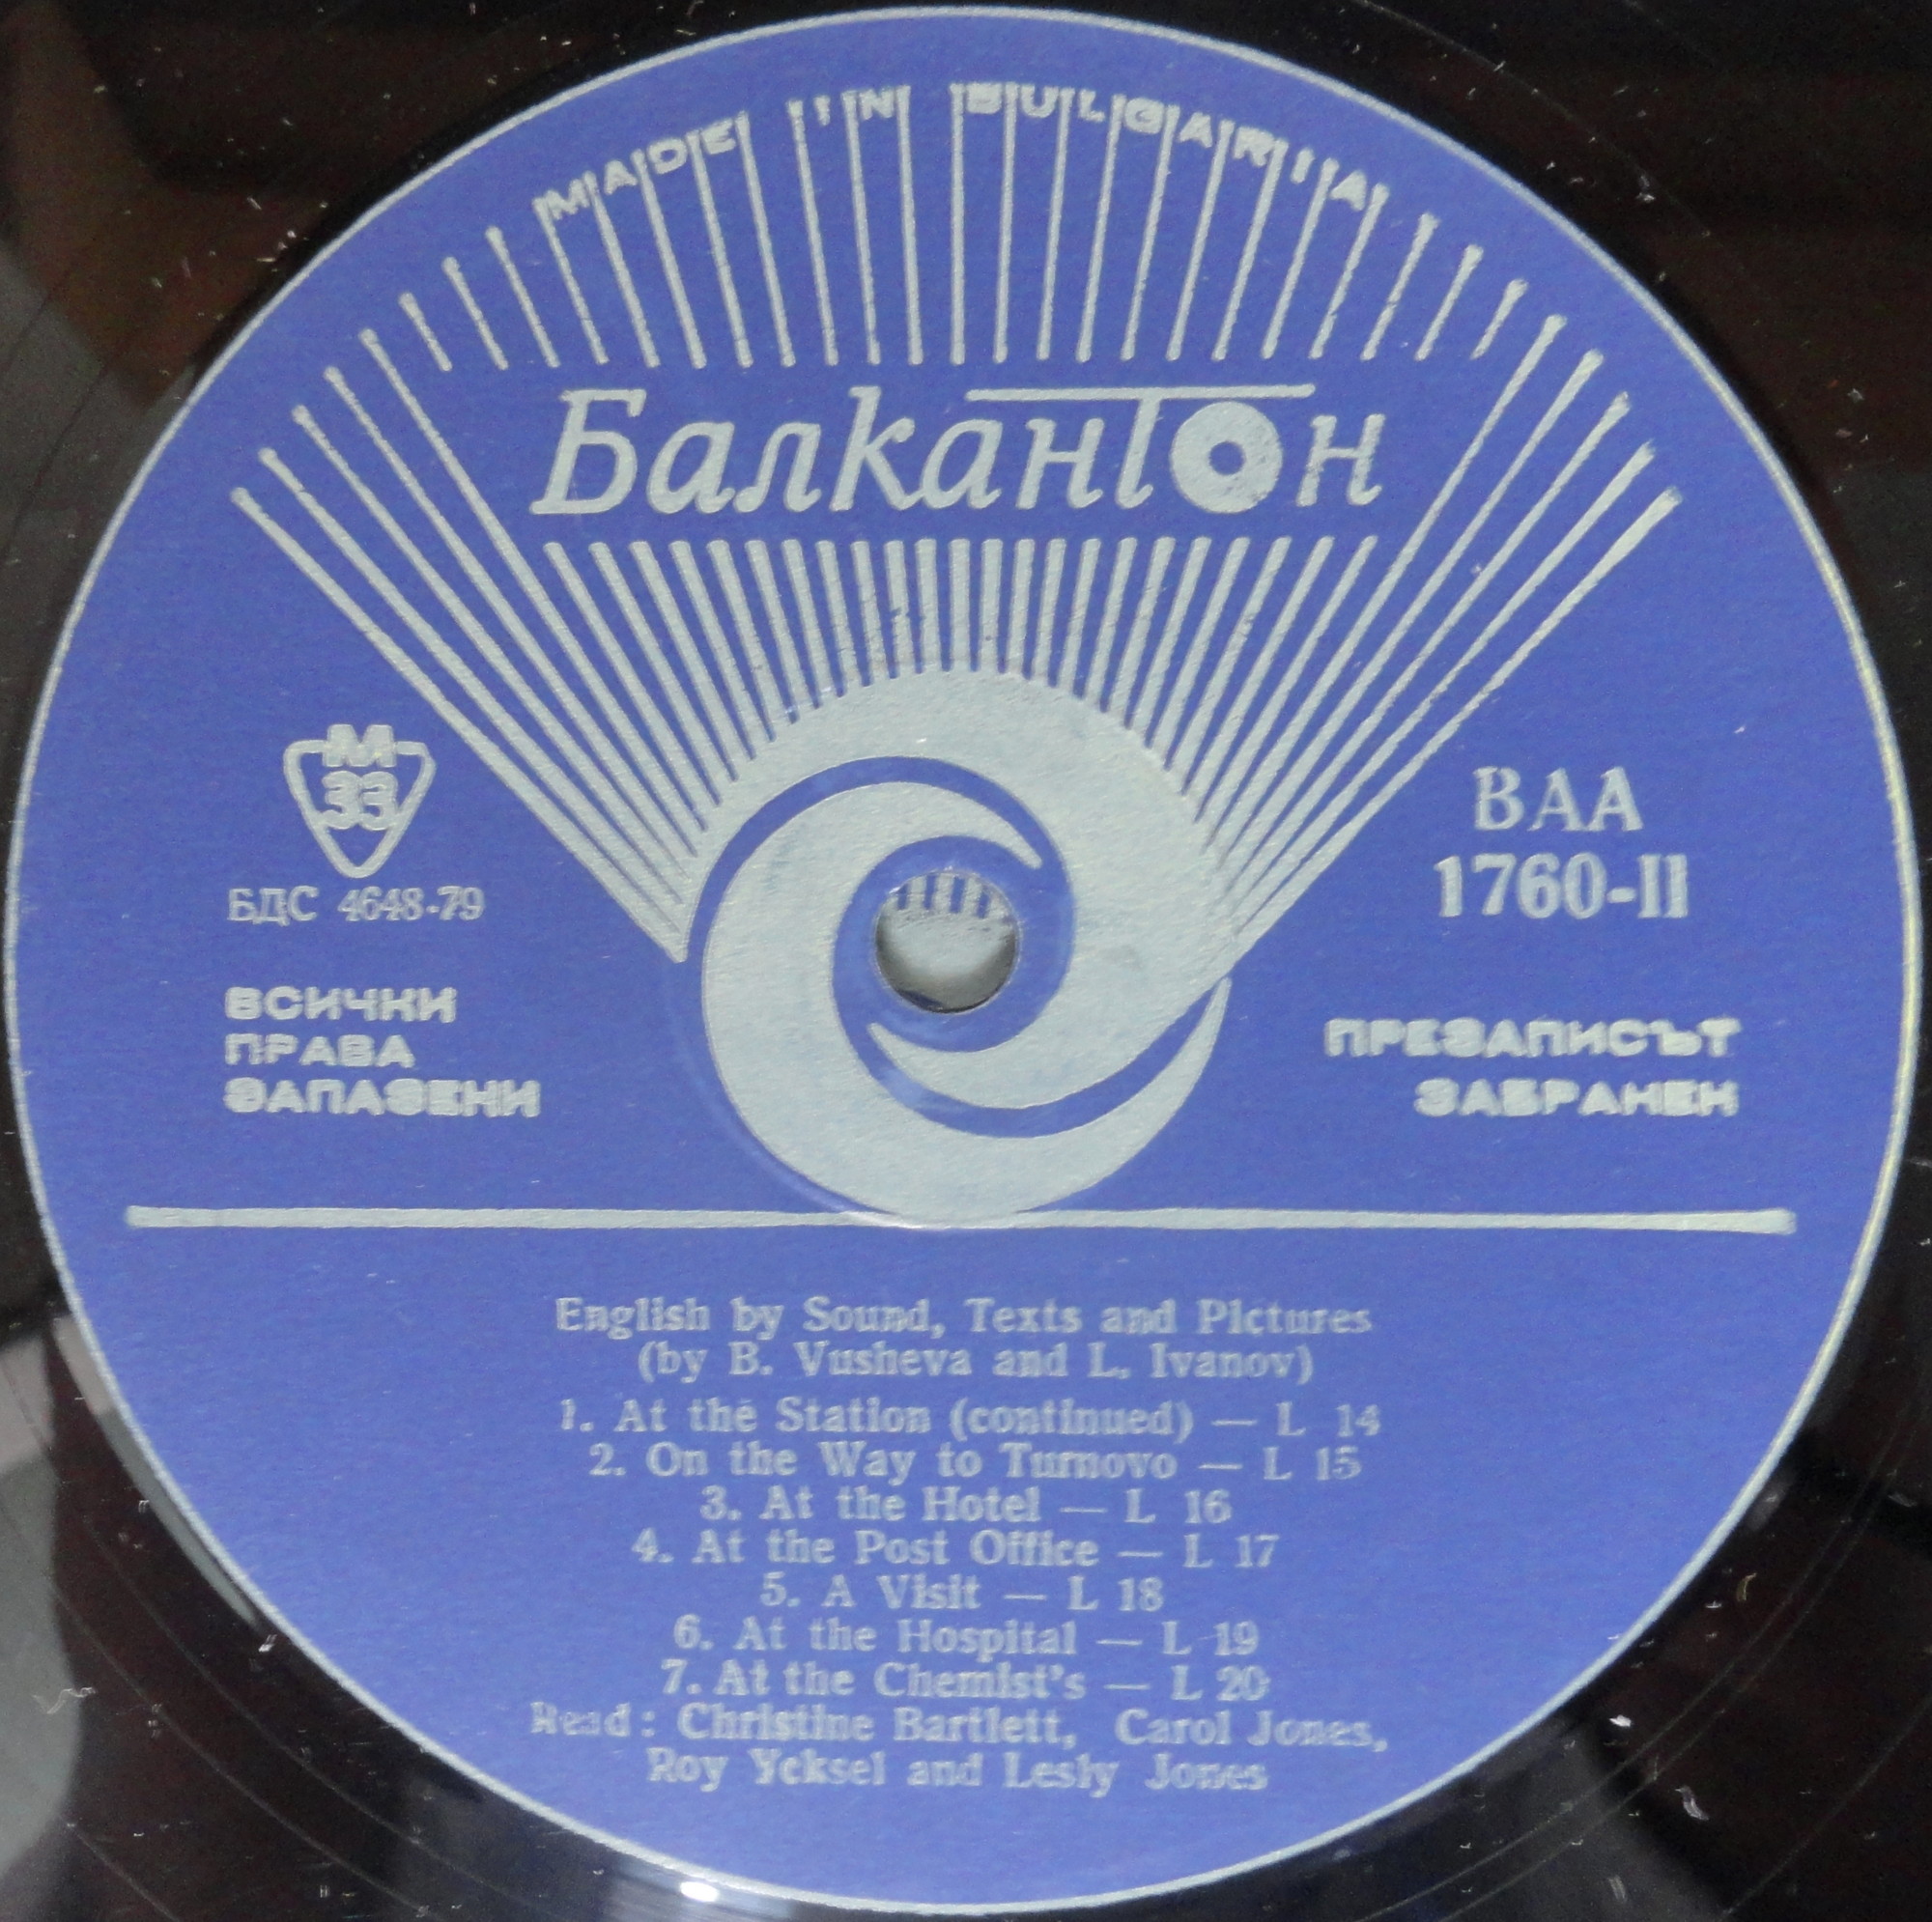 MADE IN BULGARIA
Балкантон
М
33
БДС 4648-79
ВСИЧКИ
ПРАВА
ЗАПАЗЕНИ
ВАА
1760-II
ПРЕЗАПИСЪТ
ЗАБРАНЕН
English by Sound, Texts and Pictures
(by B. Vusheva and L. Ivanov)
1. At the Station (continued) — L 14
2. On the Way to Turnovo — L 15
3. At the Hotel — L 16
4. At the Post Office — L 17
5. A Visit — L 18
6. At the Hospital — L 19
7. At the Chemist's — L 20
Read: Christine Bartlett, Carol Jones,
Roy Ycksel and Lesly Jones